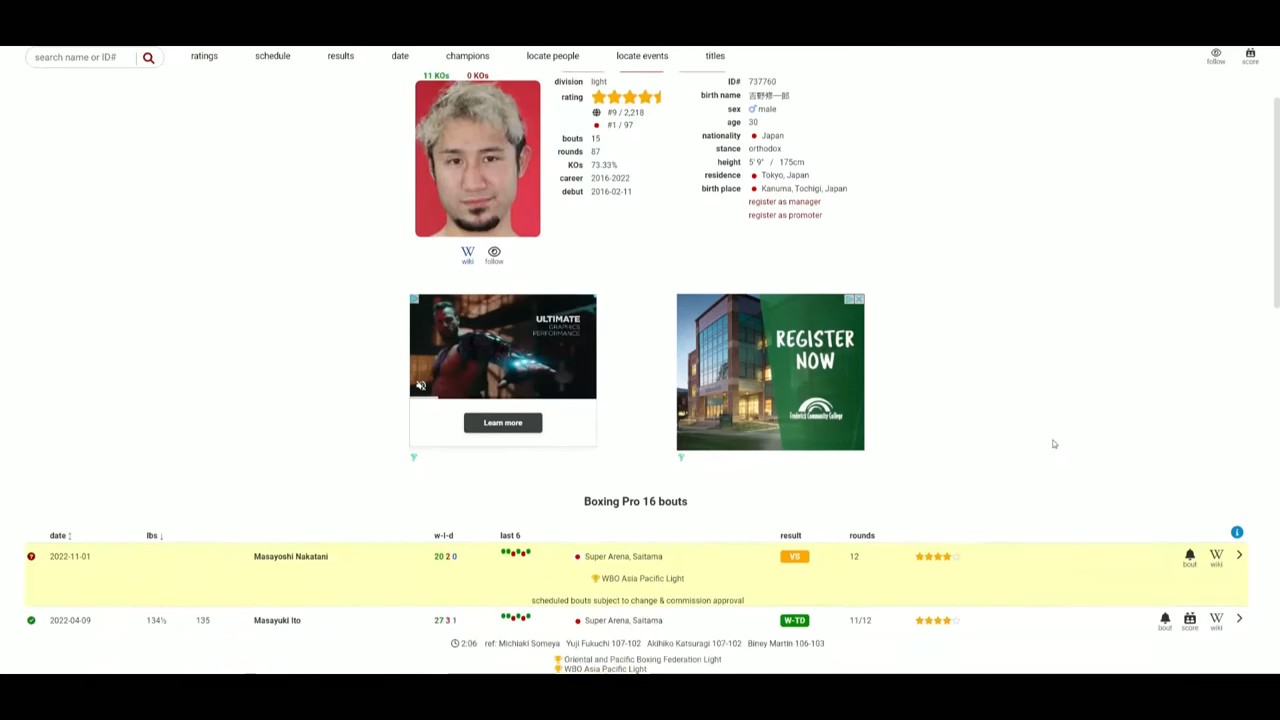 search name or ID#
ratings
schedule
results
date
champions
locate people
locate events
titles
follow
score
11 KOs
0 KOs
W
wiki
follow
division light
rating
#9 / 2,218
#1 / 97
bouts 15
rounds 87
KOs 73.33%
career 2016-2022
debut 2016-02-11
ID# 737760
birth name 吉野修一郎
sex male
age 30
nationality Japan
stance orthodox
height 5' 9" / 175cm
residence Tokyo, Japan
birth place Kanuma, Tochigi, Japan
register as manager
register as promoter
ULTIMATE
GRAPHICS
PERFORMANCE
Learn more
REGISTER
NOW
Frederick Community College
Boxing Pro 16 bouts
date lbs w-l-d last 6 result rounds
2022-11-01 Masayoshi Nakatani 20 2 0 Super Arena, Saitama VS 12 bout W wiki
WBO Asia Pacific Light
scheduled bouts subject to change & commission approval
2022-04-09 134½ 135 Masayuki Ito 27 3 1 Super Arena, Saitama W-TD 11/12 bout score W wiki
2:06 ref: Michiaki Someya Yuji Fukuchi 107-102 Akihiko Katsuragi 107-102 Biney Martin 106-103
Oriental and Pacific Boxing Federation Light
WBO Asia Pacific Light